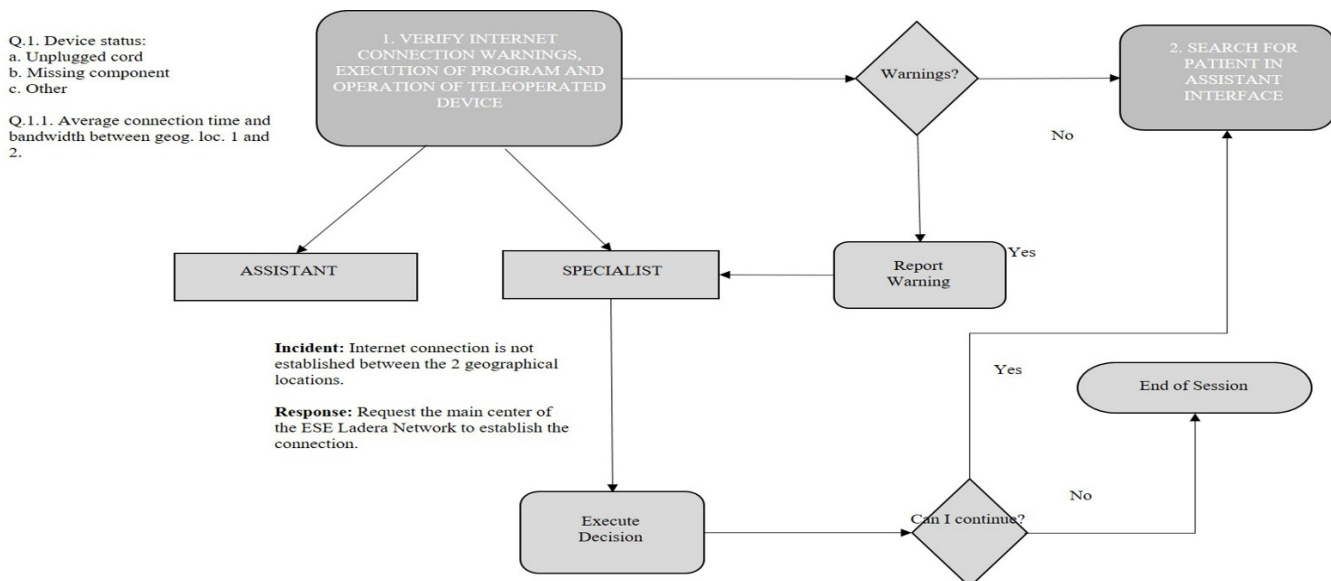 Q.1. Device status:
a. Unplugged cord
b. Missing component
c. Other
Q.1.1. Average connection time and
bandwidth between geog. loc. 1 and
2.
1. VERIFY INTERNET
CONNECTION WARNINGS,
EXECUTION OF PROGRAM AND
OPERATION OF TELEOPERATED
DEVICE
Warnings?
2. SEARCH FOR
PATIENT IN
ASSISTANT
INTERFACE
No
Yes
ASSISTANT
SPECIALIST
Report
Warning
Incident: Internet connection is not
established between the 2 geographical
locations.
Response: Request the main center of
the ESE Ladera Network to establish the
connection.
Yes
End of Session
No
Execute
Decision
Can I continue?